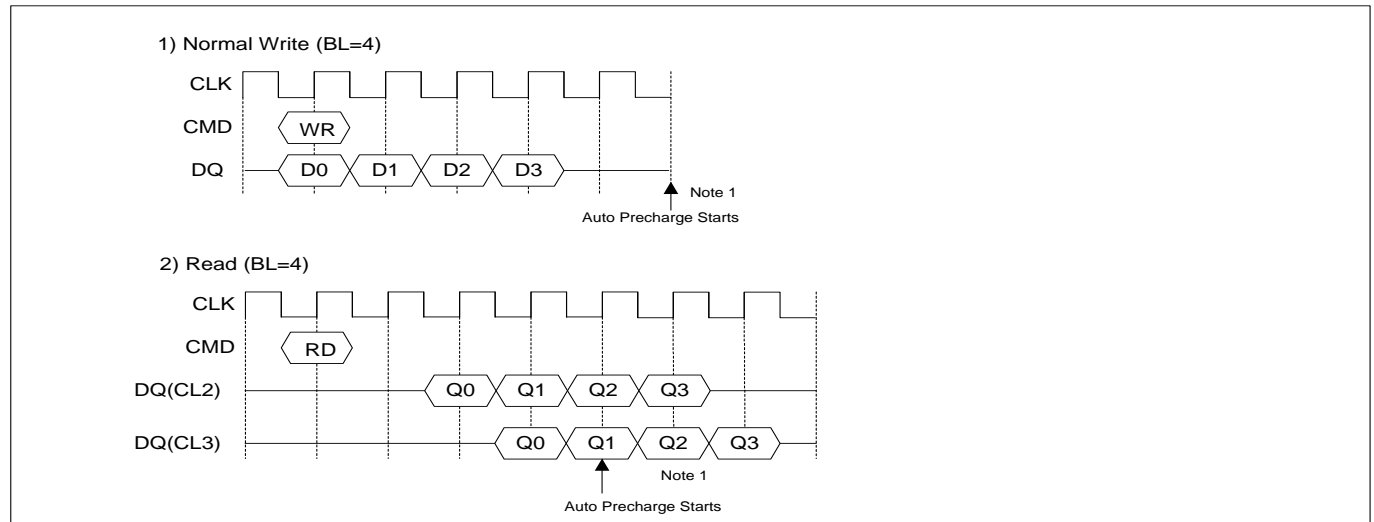 1) Normal Write (BL=4)
CLK
CMD WR
DQ D0 D1 D2 D3
Note 1
Auto Precharge Starts
2) Read (BL=4)
CLK
CMD RD
DQ(CL2) Q0 Q1 Q2 Q3
DQ(CL3) Q0 Q1 Q2 Q3
Note 1
Auto Precharge Starts